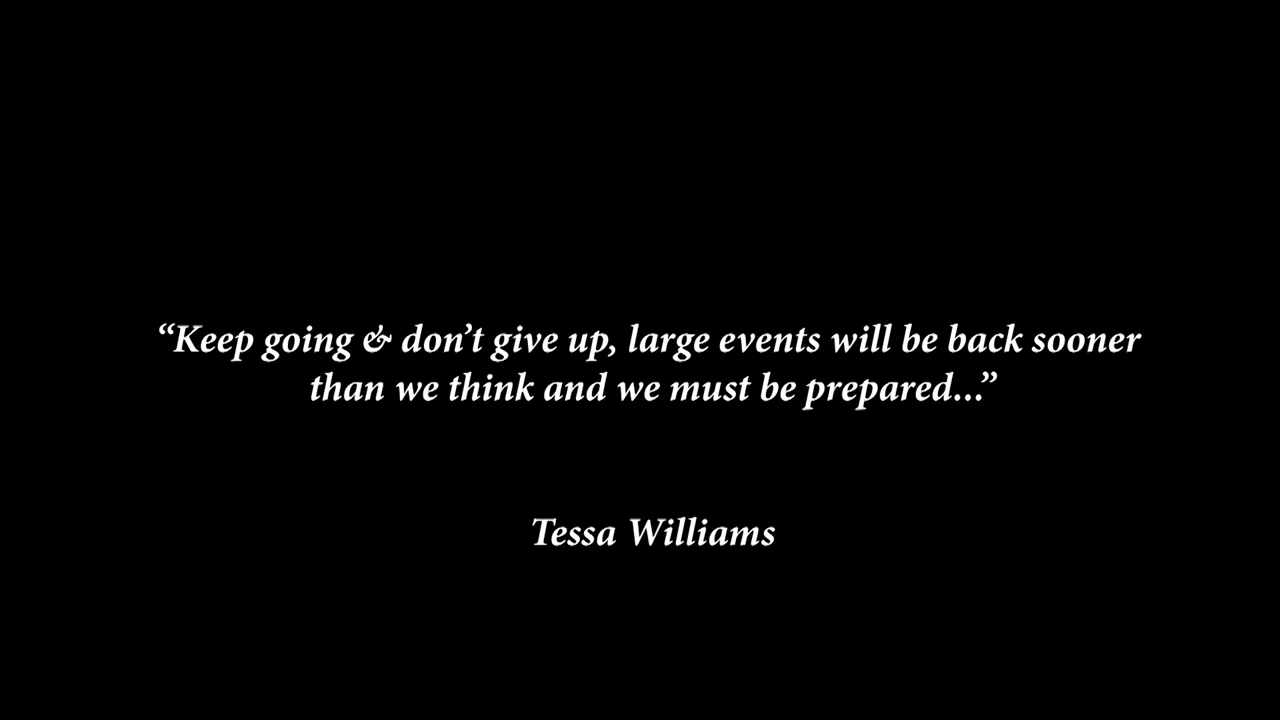 “Keep going & don’t give up, large events will be back sooner
than we think and we must be prepared...”
Tessa Williams